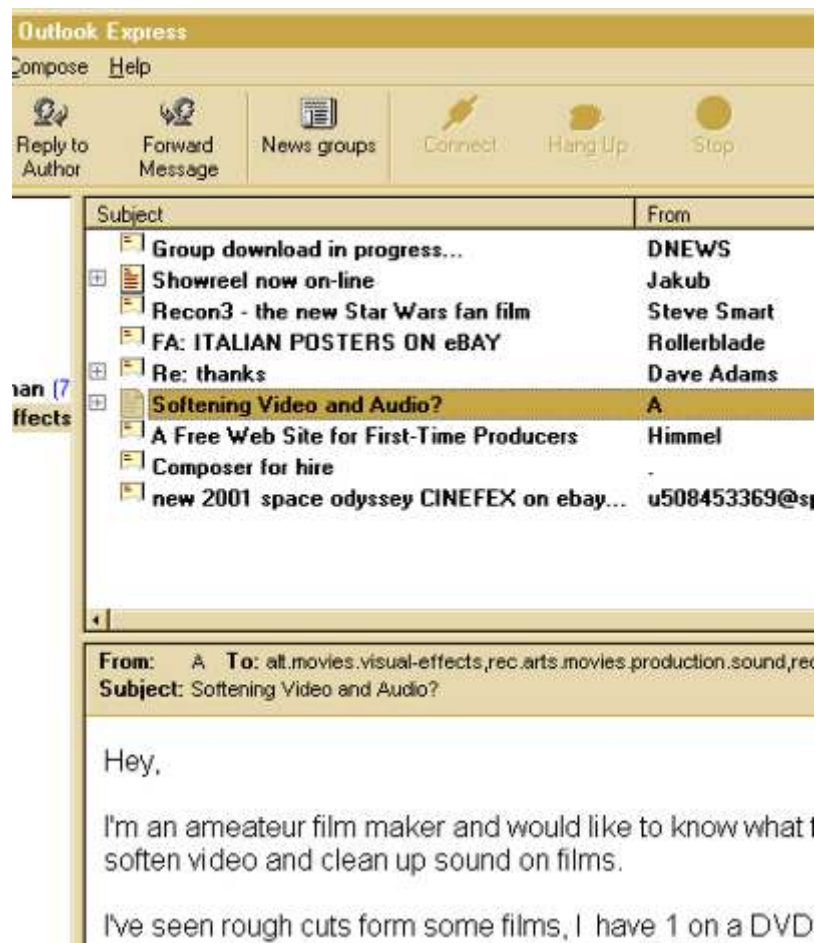 Outlook Express
Compose Help
Reply to Author Forward Message News groups Connect Hang Up Stop
Subject From
Group download in progress... DNEWS
Showreel now on-line Jakub
Recon3 - the new Star Wars fan film Steve Smart
FA: ITALIAN POSTERS ON eBAY Rollerblade
Re: thanks Dave Adams
nan (7
ffects
Softening Video and Audio? A
A Free Web Site for First-Time Producers Himmel
Composer for hire .
new 2001 space odyssey CINEFEX on ebay... u508453369@sp
From: A To: alt.movies.visual-effects,rec.arts.movies.production.sound,rec
Subject: Softening Video and Audio?
Hey,
I'm an ameateur film maker and would like to know what
soften video and clean up sound on films.
I've seen rough cuts form some films, I have 1 on a DVD